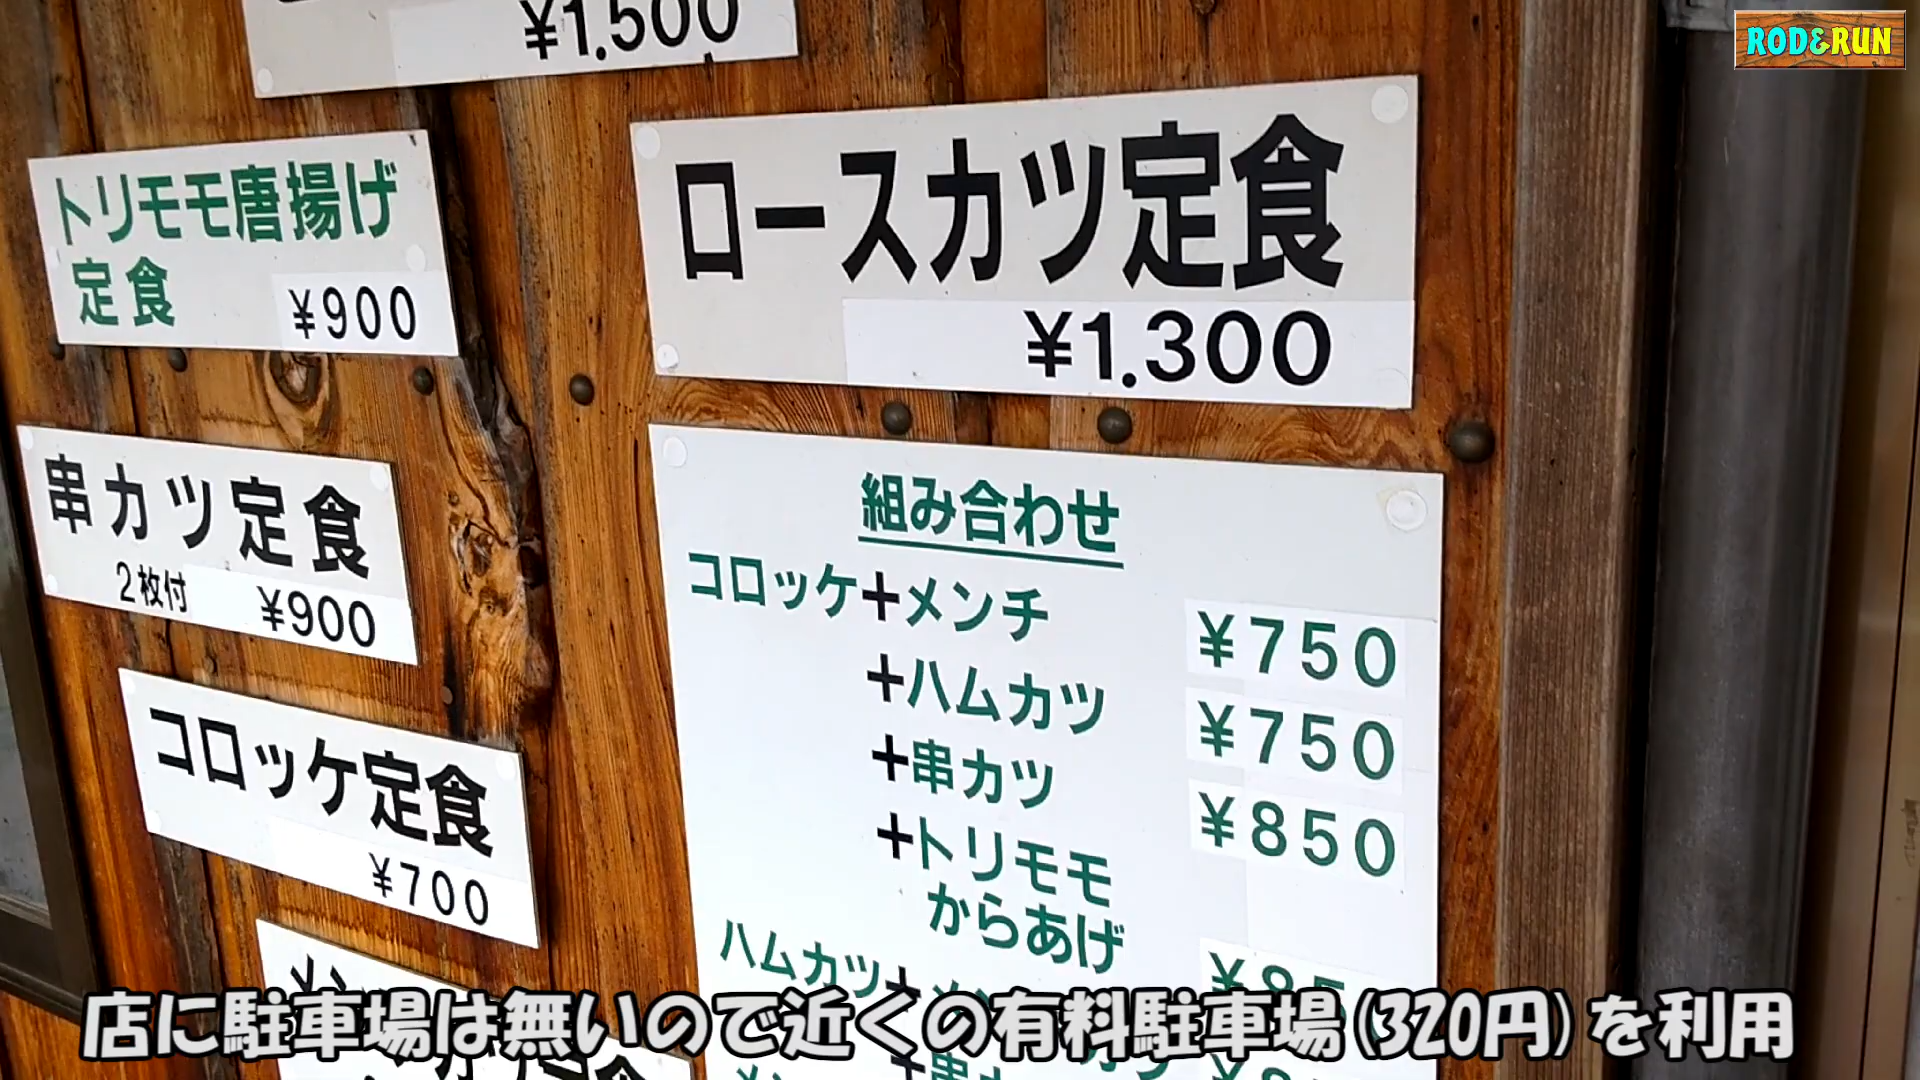 ROD&RUN
¥1.500
トリモモ唐揚げ
定食
¥900
ロースカツ定食
¥1.300
串カツ定食
2枚付
¥900
コロッケ定食
¥700
組み合わせ
コロッケ+メンチ ¥750
+ハムカツ ¥750
+串カツ ¥850
+トリモモ
からあげ
ハムカツ+
店に駐車場は無いので近くの有料駐車場(320円)を利用